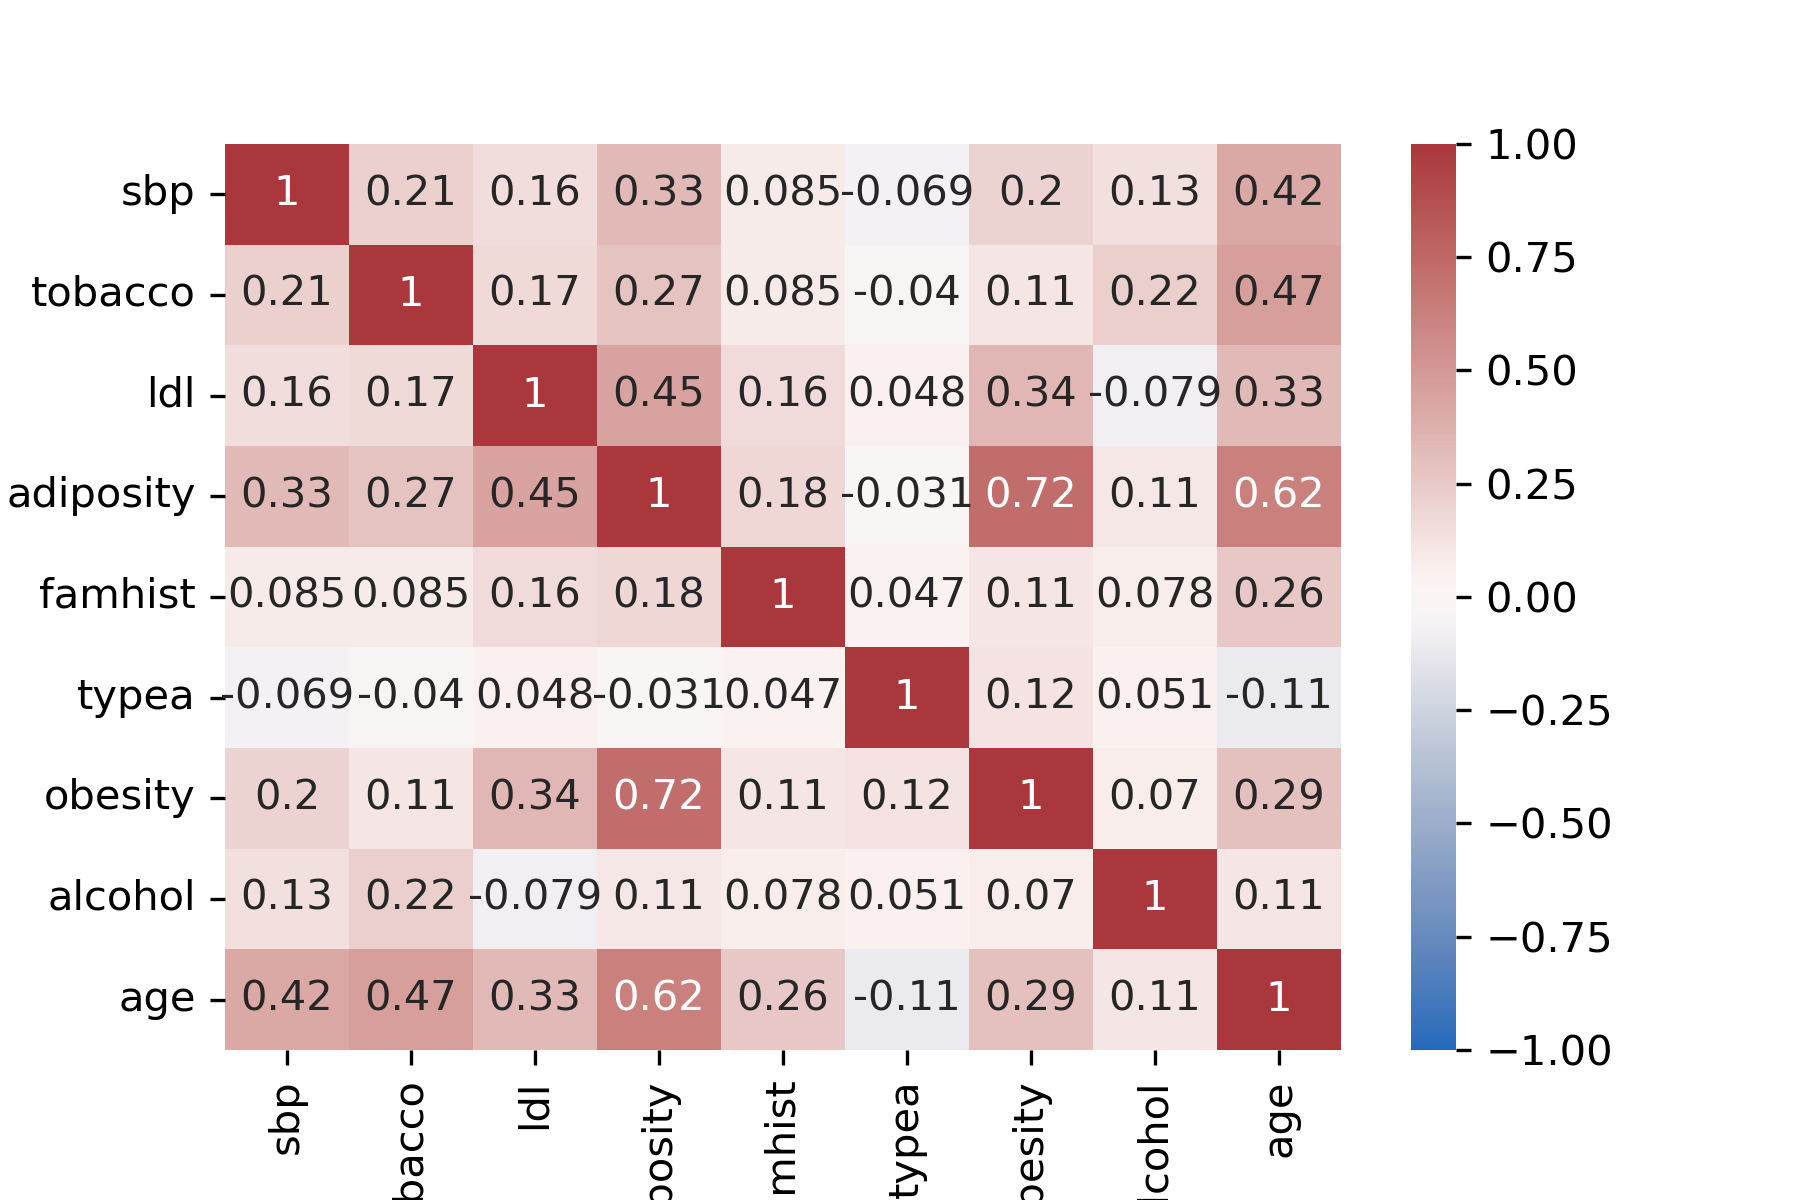 sbp 1 0.21 0.16 0.33 0.085 -0.069 0.2 0.13 0.42
tobacco 0.21 1 0.17 0.27 0.085 -0.04 0.11 0.22 0.47
ldl 0.16 0.17 1 0.45 0.16 0.048 0.34 -0.079 0.33
adiposity 0.33 0.27 0.45 1 0.18 -0.031 0.72 0.11 0.62
famhist 0.085 0.085 0.16 0.18 1 0.047 0.11 0.078 0.26
typea -0.069 -0.04 0.048 -0.031 0.047 1 0.12 0.051 -0.11
obesity 0.2 0.11 0.34 0.72 0.11 0.12 1 0.07 0.29
alcohol 0.13 0.22 -0.079 0.11 0.078 0.051 0.07 1 0.11
age 0.42 0.47 0.33 0.62 0.26 -0.11 0.29 0.11 1
sbp
bacco
ldl
posity
mhist
typea
besity
lcohol
age
1.00
0.75
0.50
0.25
0.00
−0.25
−0.50
−0.75
−1.00